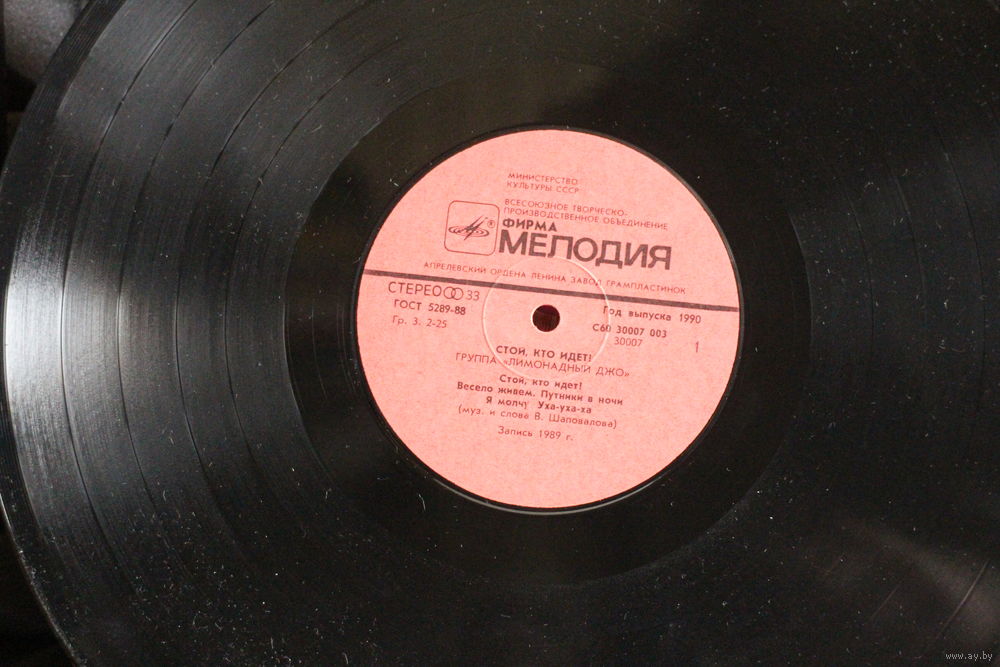 МИНИСТЕРСТВО
КУЛЬТУРЫ СССР
ВСЕСОЮЗНОЕ ТВОРЧЕСКО-
ПРОИЗВОДСТВЕННОЕ ОБЪЕДИНЕНИЕ
®
ФИРМА
МЕЛОДИЯ
АПРЕЛЕВСКИЙ ОРДЕНА ЛЕНИНА ЗАВОД ГРАМПЛАСТИНОК
СТЕРЕО 33
ГОСТ 5289-88
Гр. 3. 2-25
Год выпуска 1990
С60 30007 003
30007
1
СТОЙ, КТО ИДЕТ!
ГРУППА «ЛИМОНАДНЫЙ ДЖО»
Стой, кто идет!
Весело живем. Путники в ночи
Я молчу Уха-уха-ха
(муз. и слова В. Шаповалова)
Запись 1989 г.
www.ay.by